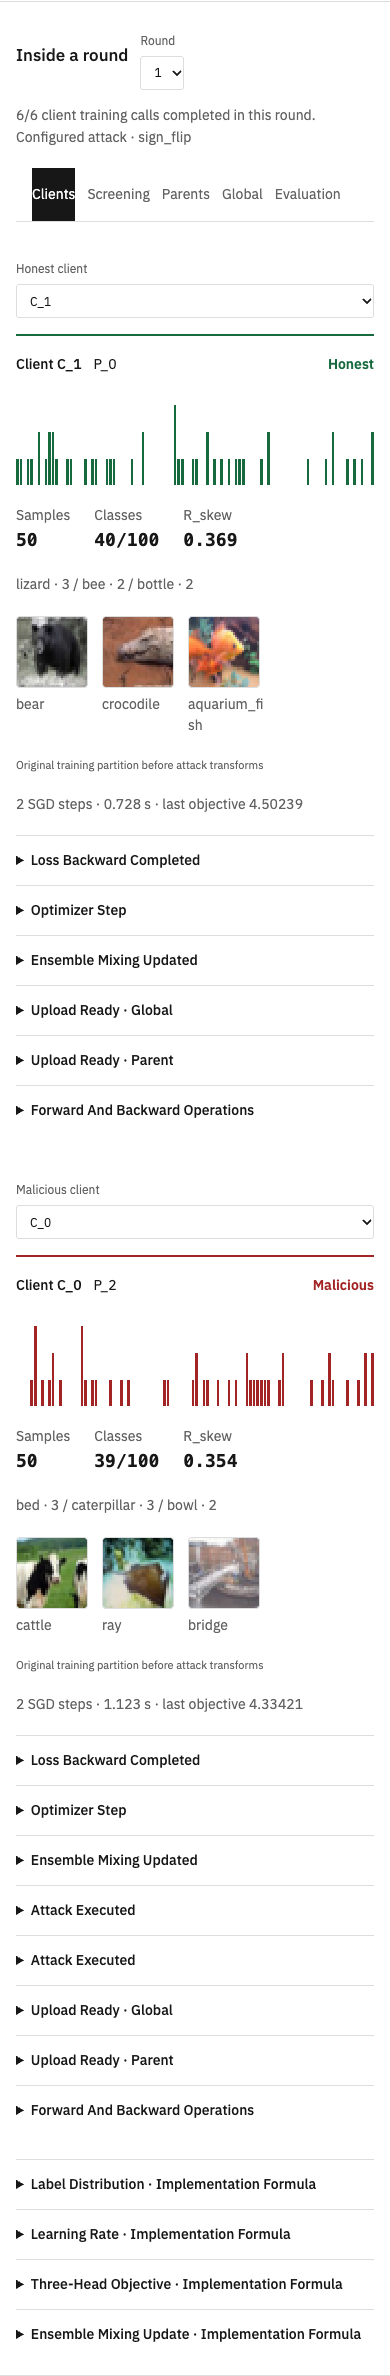 Round
Inside a round
1
6/6 client training calls completed in this round.
Configured attack · sign_flip
Clients Screening Parents Global Evaluation
Honest client
C_1
Client C_1 P_0 Honest
Samples Classes R_skew
50 40/100 0.369
lizard · 3 / bee · 2 / bottle · 2
bear crocodile aquarium_fi
sh
Original training partition before attack transforms
2 SGD steps · 0.728 s · last objective 4.50239
Loss Backward Completed
Optimizer Step
Ensemble Mixing Updated
Upload Ready · Global
Upload Ready · Parent
Forward And Backward Operations
Malicious client
C_0
Client C_0 P_2 Malicious
Samples Classes R_skew
50 39/100 0.354
bed · 3 / caterpillar · 3 / bowl · 2
cattle ray bridge
Original training partition before attack transforms
2 SGD steps · 1.123 s · last objective 4.33421
Loss Backward Completed
Optimizer Step
Ensemble Mixing Updated
Attack Executed
Attack Executed
Upload Ready · Global
Upload Ready · Parent
Forward And Backward Operations
Label Distribution · Implementation Formula
Learning Rate · Implementation Formula
Three-Head Objective · Implementation Formula
Ensemble Mixing Update · Implementation Formula